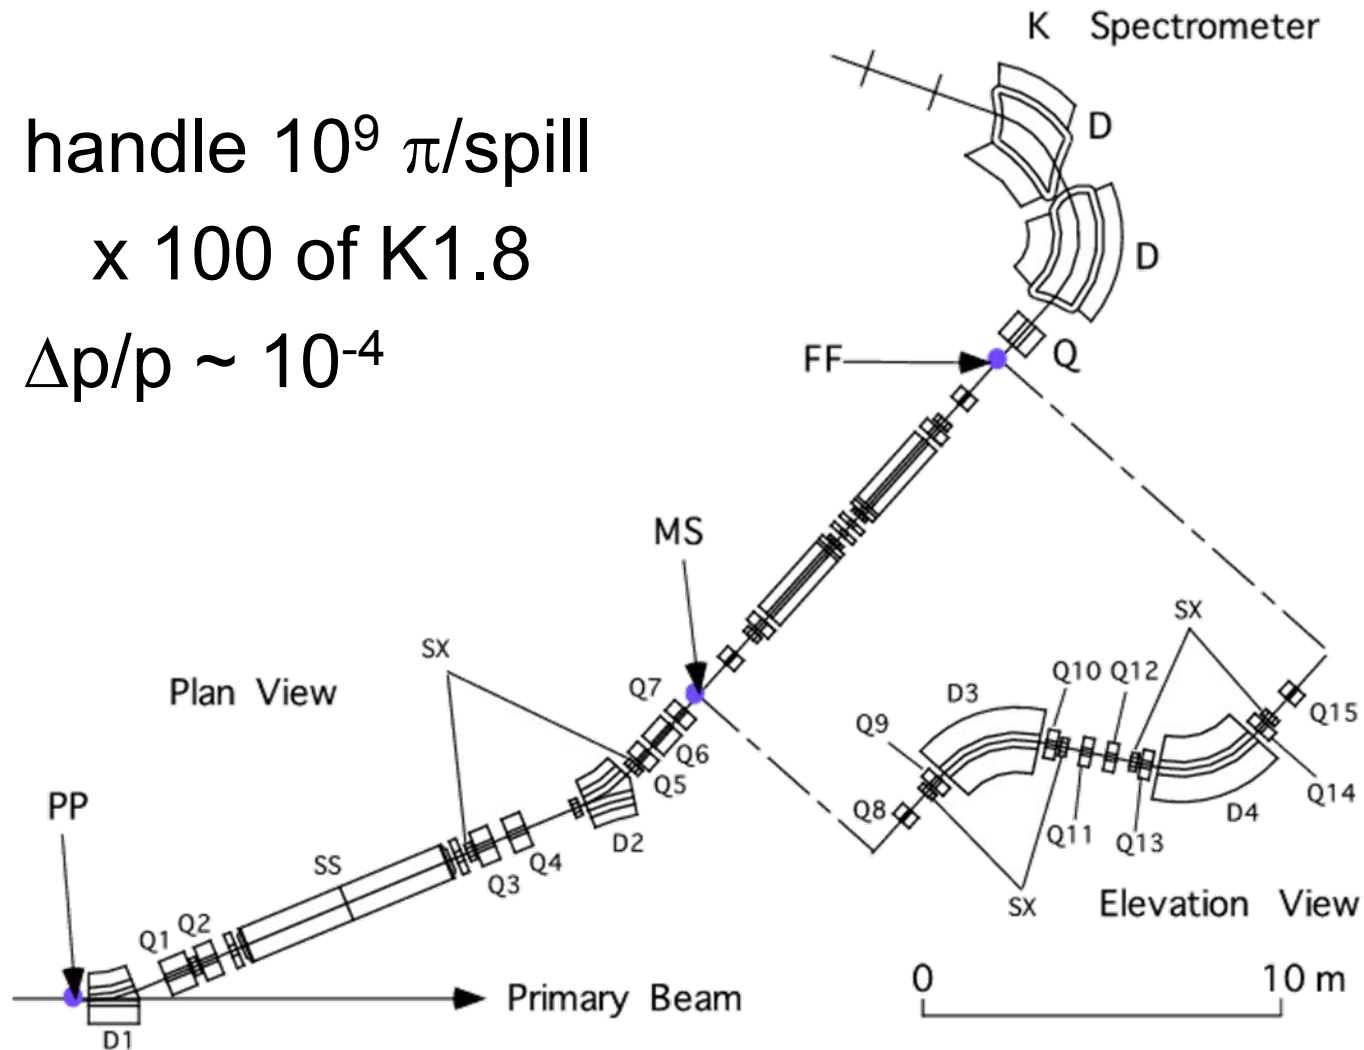 K Spectrometer
handle 10⁹ π/spill
x 100 of K1.8
Δp/p ~ 10⁻⁴
D
D
Q
FF
MS
SX
Plan View
Q7
Q6
Q5
D2
PP
SS
Q4
Q3
Q2
Q1
D1
Primary Beam
SX
Q10 Q12
D3
Q9
Q15
Q8
Q14
D4
Q11
Q13
SX
Elevation View
0
10 m